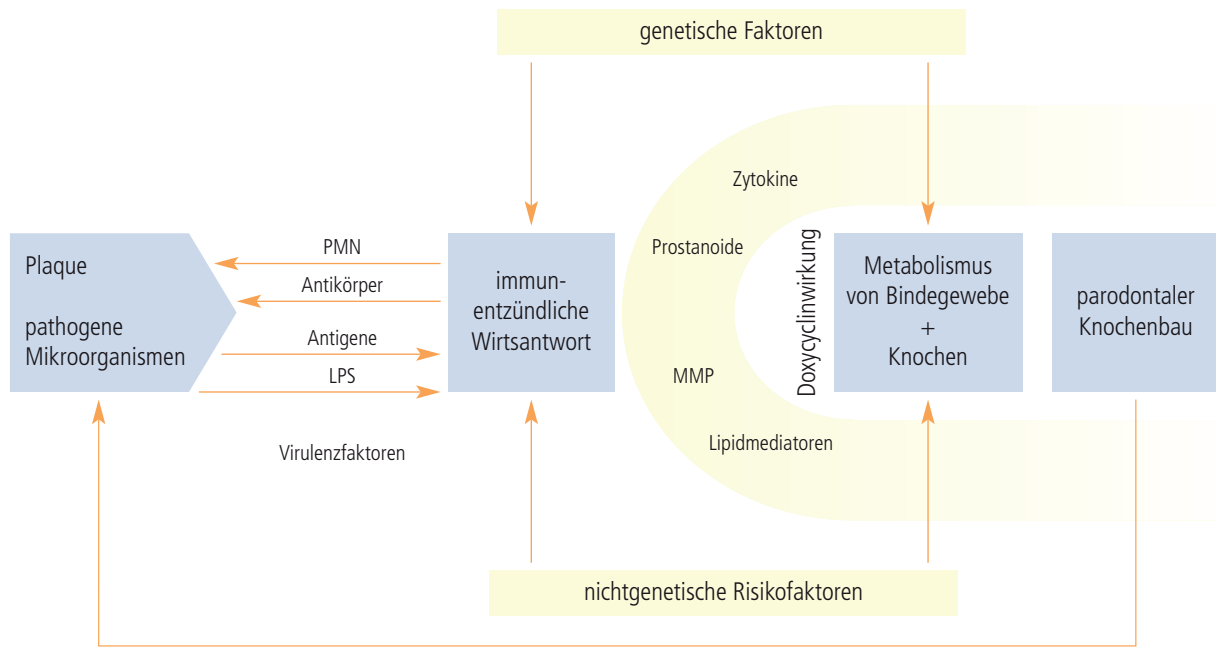 genetische Faktoren
Zytokine
Prostanoide
MMP
Lipidmediatoren
Doxycyclinwirkung
Plaque
pathogene
Mikroorganismen
PMN
Antikörper
Antigene
LPS
Virulenzfaktoren
immun-
entzündliche
Wirtsantwort
Metabolismus
von Bindegewebe
+
Knochen
parodontaler
Knochenbau
nichtgenetische Risikofaktoren